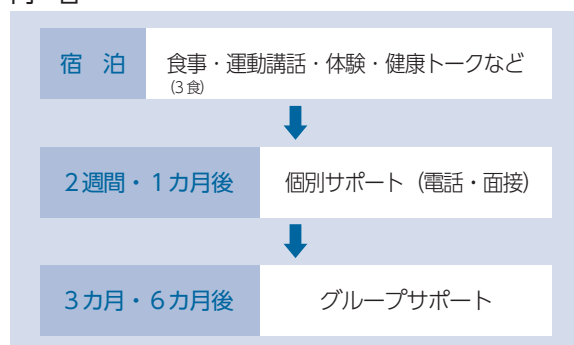 宿 泊 食事・運動講話・体験・健康トークなど
(3食)
2週間・1カ月後 個別サポート (電話・面接)
3カ月・6カ月後 グループサポート